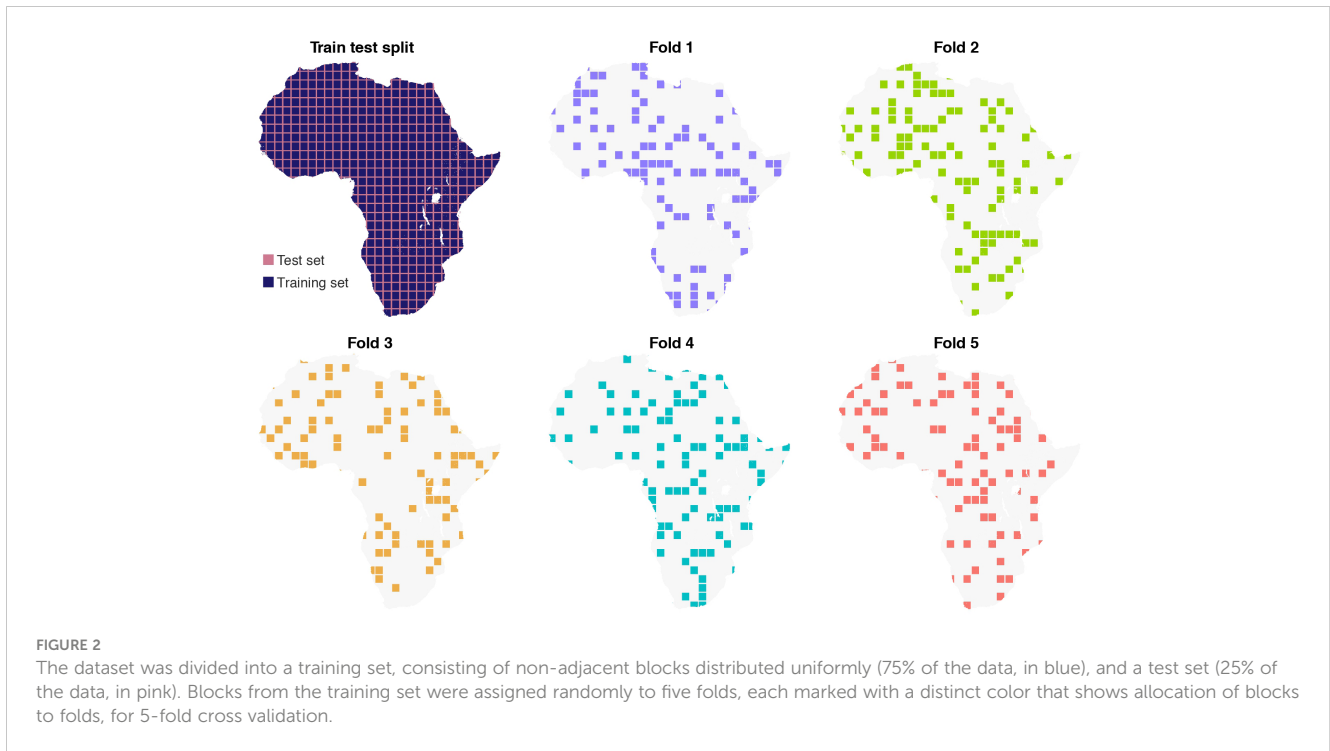 Train test split
Fold 1
Fold 2
Test set
Training set
Fold 3
Fold 4
Fold 5
FIGURE 2
The dataset was divided into a training set, consisting of non-adjacent blocks distributed uniformly (75% of the data, in blue), and a test set (25% of
the data, in pink). Blocks from the training set were assigned randomly to five folds, each marked with a distinct color that shows allocation of blocks
to folds, for 5-fold cross validation.